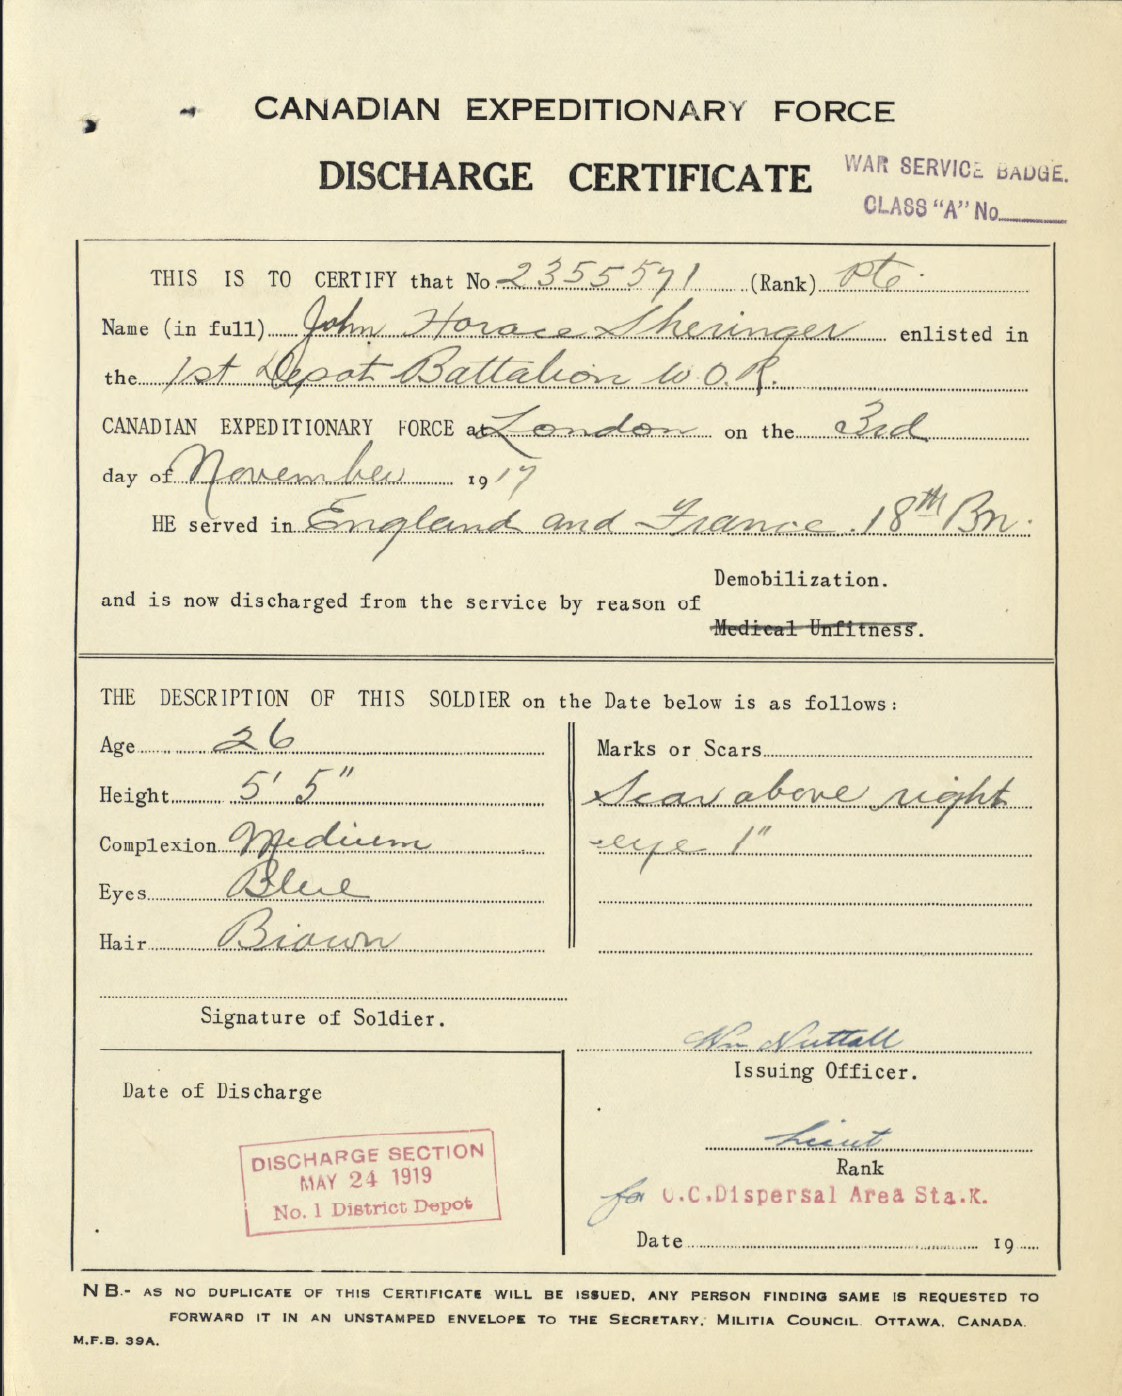 CANADIAN EXPEDITIONARY FORCE
DISCHARGE CERTIFICATE
WAR SERVICE BADGE.
CLASS "A" No
THIS IS TO CERTIFY that No. 2355571 (Rank) Pte.
Name (in full) John Horace Sheringer enlisted in
the 1st Depot Battalion W.O.R.
CANADIAN EXPEDITIONARY FORCE at London on the 3rd
day of November 1917
HE served in England and France. 18th Bn.
Demobilization.
and is now discharged from the service by reason of
Medical Unfitness.
THE DESCRIPTION OF THIS SOLDIER on the Date below is as follows:
Age 26
Height 5' 5"
Complexion Medium
Eyes Blue
Hair Brown
Marks or Scars
Scar above right
eye 1"
Signature of Soldier.
Wm Nuttall
Issuing Officer.
Lieut
Rank
for O.C. Dispersal Area Sta.K.
Date 19
Date of Discharge
DISCHARGE SECTION
MAY 24 1919
No. 1 District Depot
NB.- AS NO DUPLICATE OF THIS CERTIFICATE WILL BE ISSUED, ANY PERSON FINDING SAME IS REQUESTED TO
FORWARD IT IN AN UNSTAMPED ENVELOPE TO THE SECRETARY, MILITIA COUNCIL, OTTAWA, CANADA.
M.F.B. 39A.